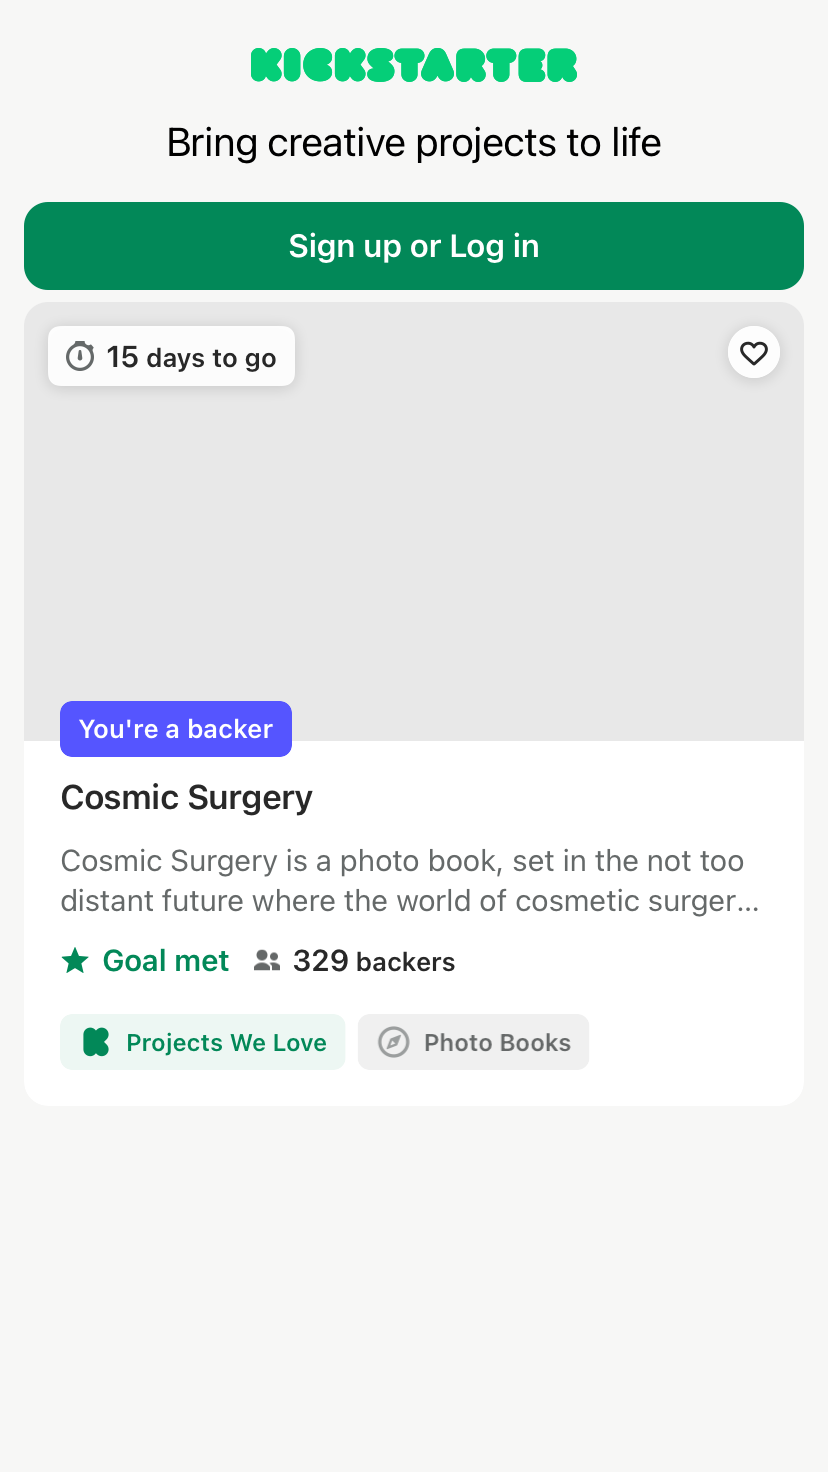 KICKSTARTER
Bring creative projects to life
Sign up or Log in
15 days to go
You're a backer
Cosmic Surgery
Cosmic Surgery is a photo book, set in the not too
distant future where the world of cosmetic surger...
Goal met 329 backers
Projects We Love Photo Books